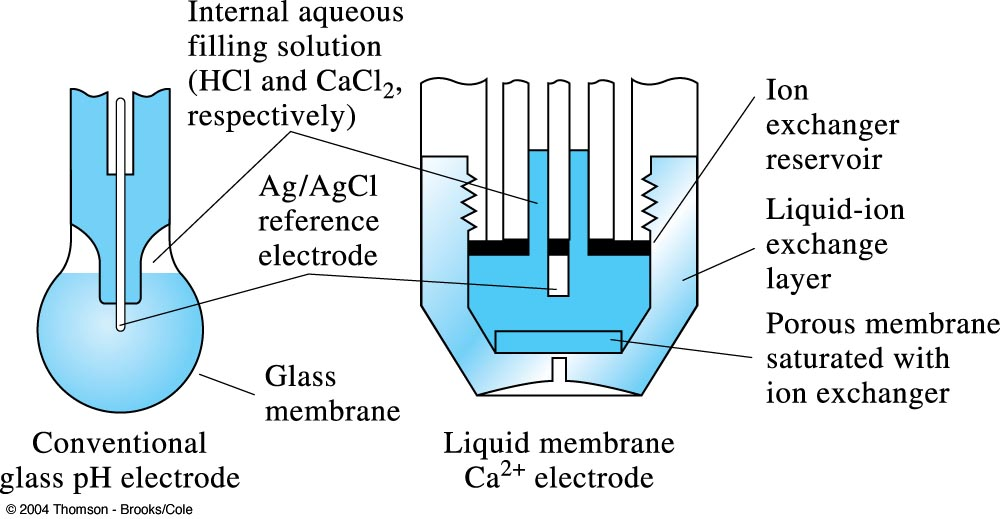 Internal aqueous
filling solution
(HCl and CaCl₂,
respectively)
Ag/AgCl
reference
electrode
Glass
membrane
Conventional
glass pH electrode
Ion
exchanger
reservoir
Liquid-ion
exchange
layer
Porous membrane
saturated with
ion exchanger
Liquid membrane
Ca²⁺ electrode
© 2004 Thomson - Brooks/Cole